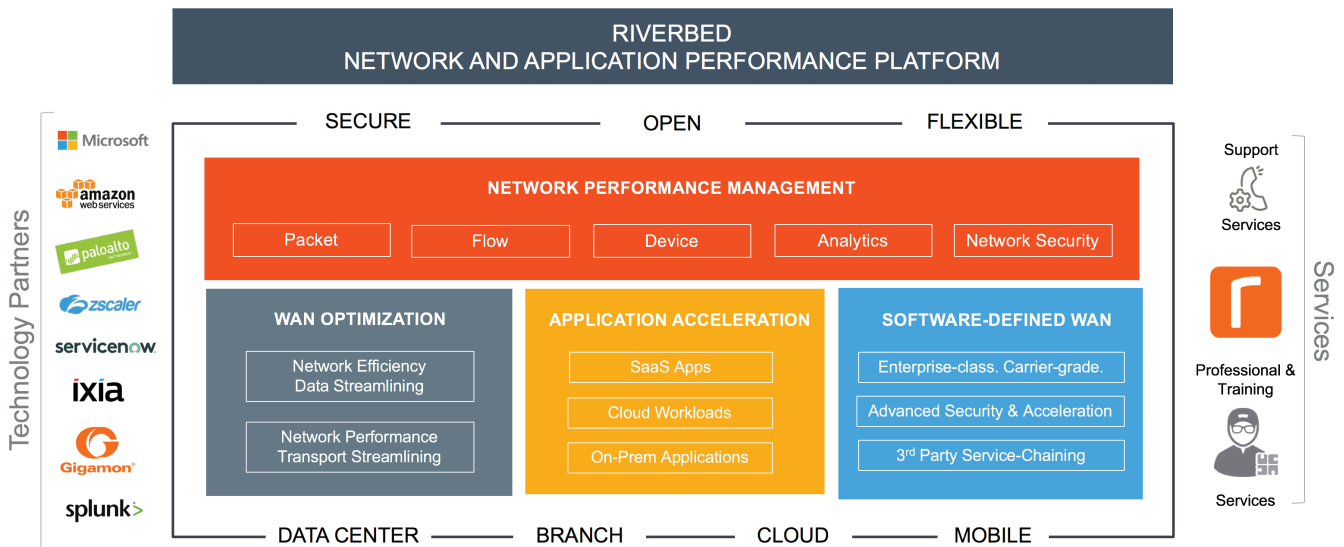 RIVERBED
NETWORK AND APPLICATION PERFORMANCE PLATFORM
SECURE
OPEN
FLEXIBLE
Technology Partners
Microsoft
amazon
web services
paloalto
zscaler
servicenow
ixia
Gigamon®
splunk>
NETWORK PERFORMANCE MANAGEMENT
Packet
Flow
Device
Analytics
Network Security
WAN OPTIMIZATION
Network Efficiency
Data Streamlining
Network Performance
Transport Streamlining
APPLICATION ACCELERATION
SaaS Apps
Cloud Workloads
On-Prem Applications
SOFTWARE-DEFINED WAN
Enterprise-class. Carrier-grade.
Advanced Security & Acceleration
3rd Party Service-Chaining
DATA CENTER
BRANCH
CLOUD
MOBILE
Support
Services
r
Professional &
Training
Services
Services